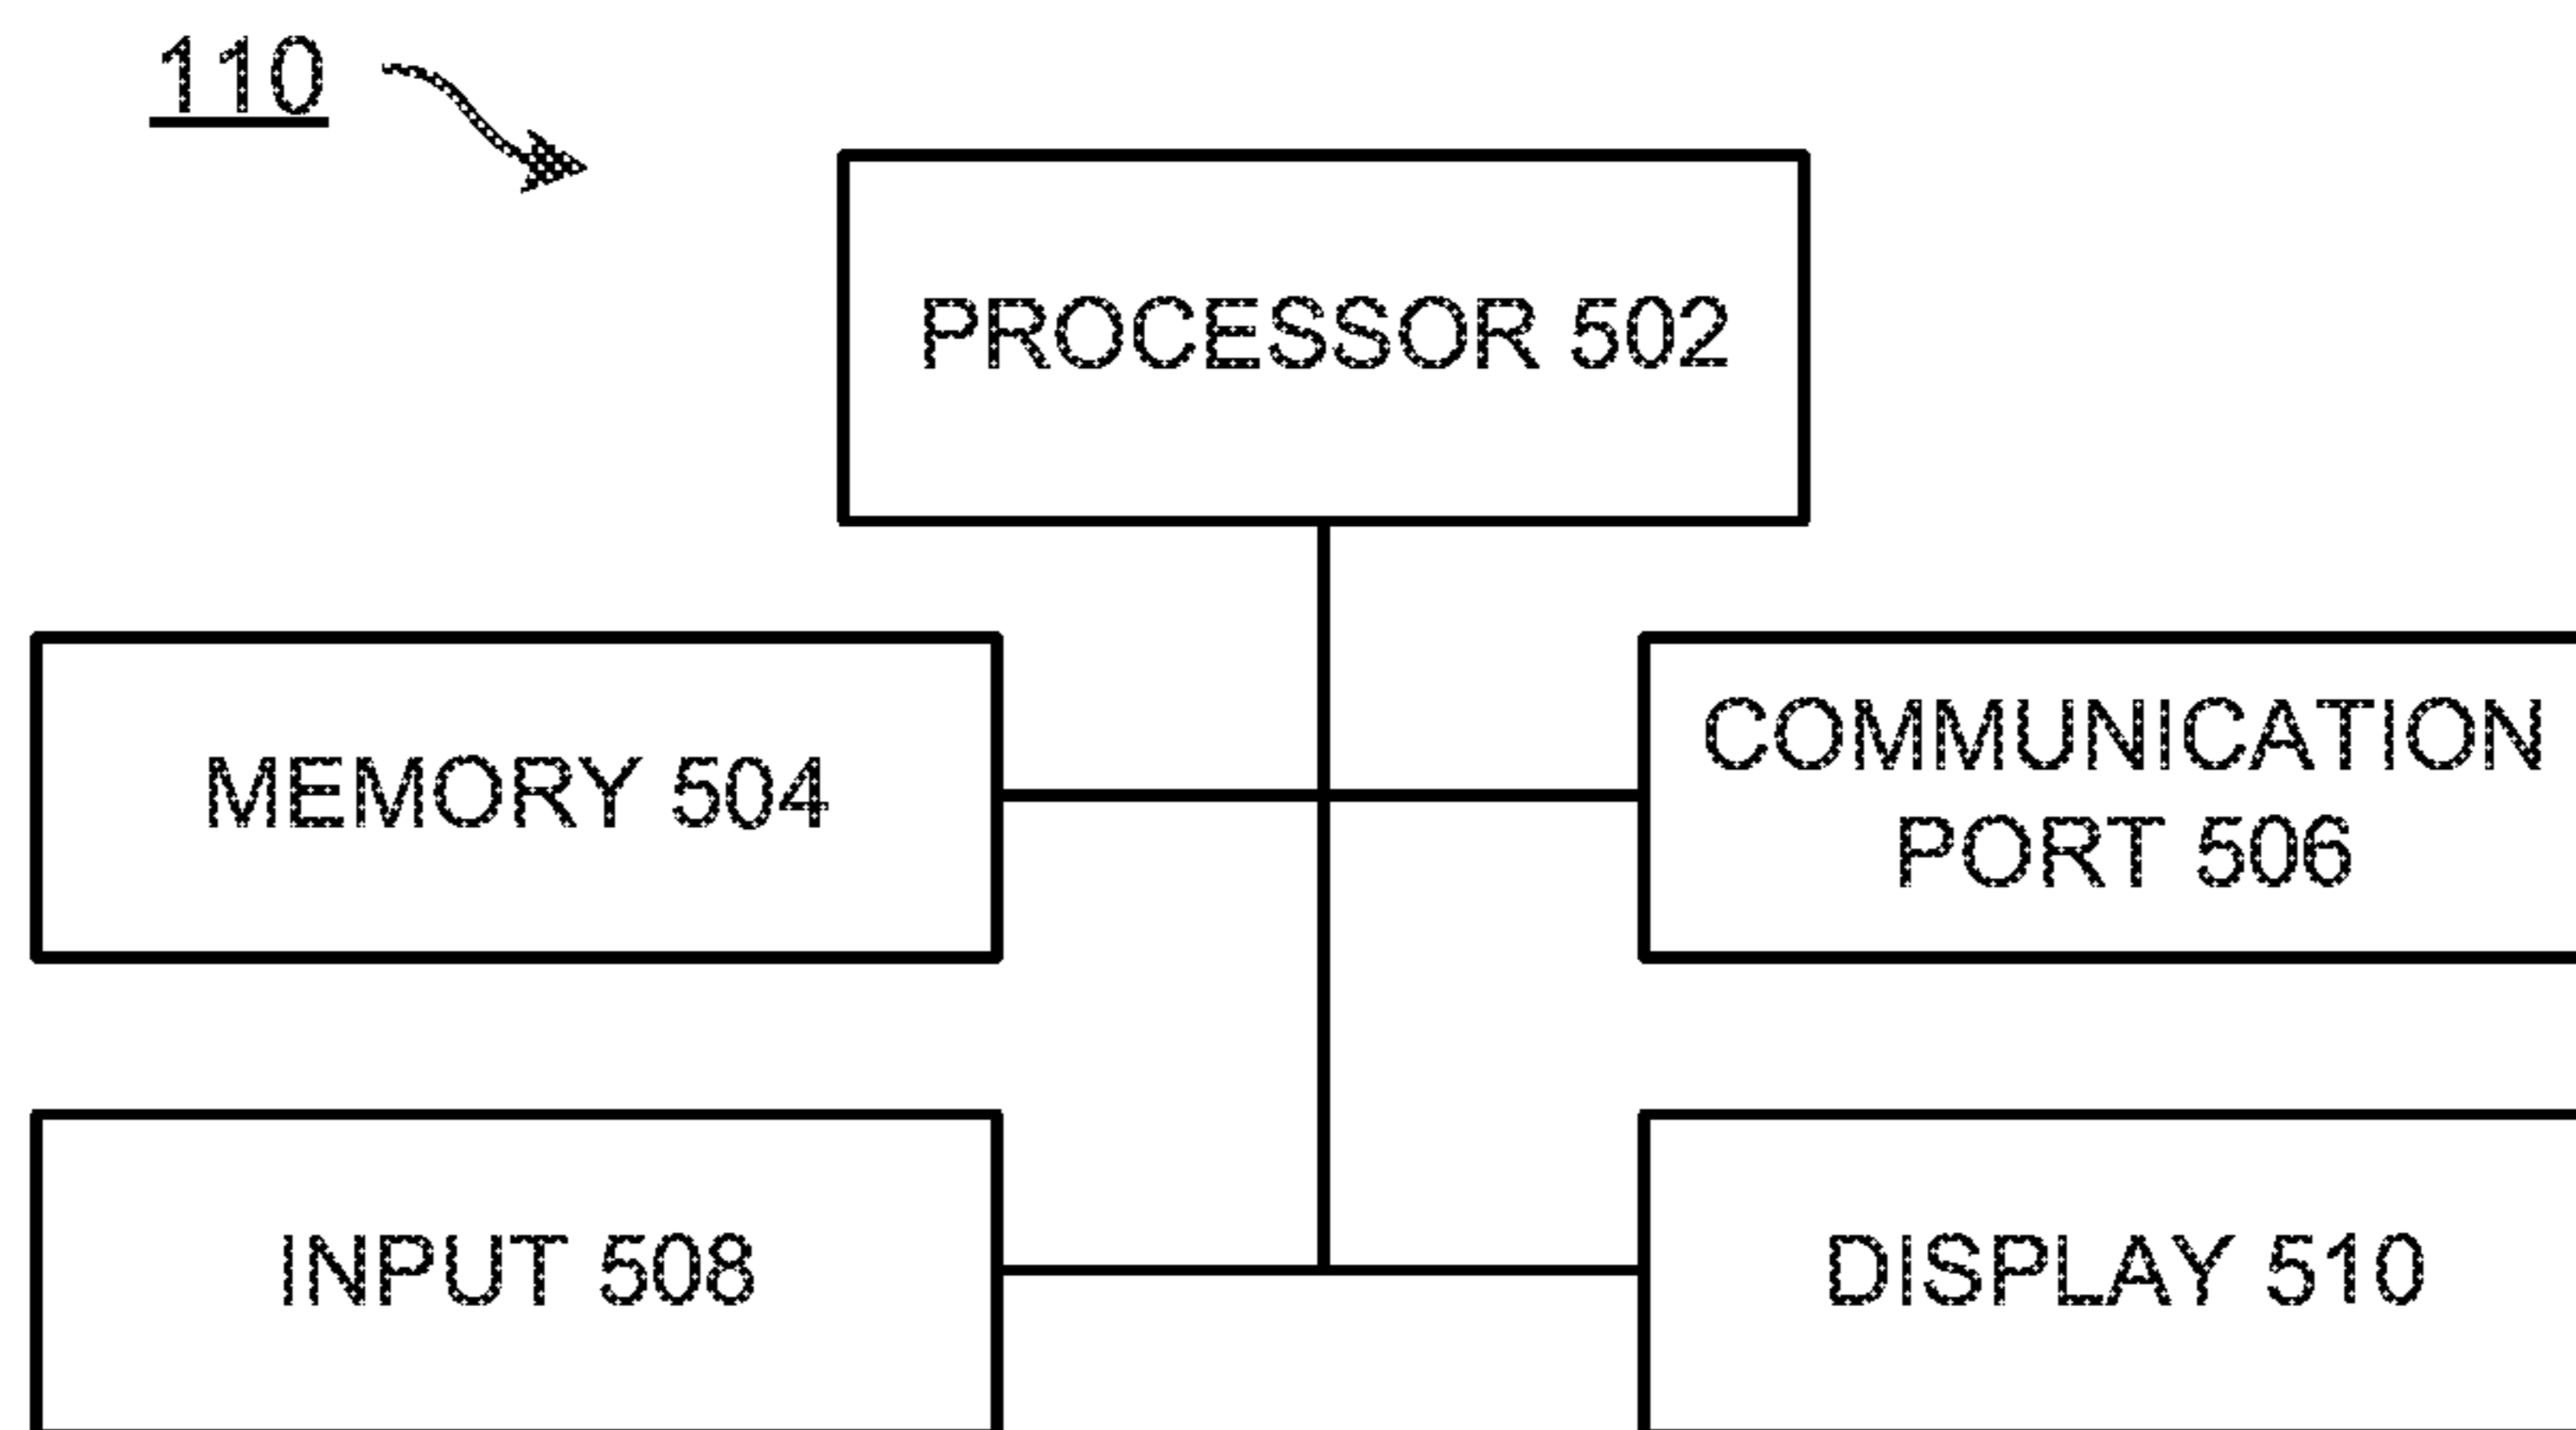 110
PROCESSOR 502
MEMORY 504
COMMUNICATION
PORT 506
INPUT 508
DISPLAY 510